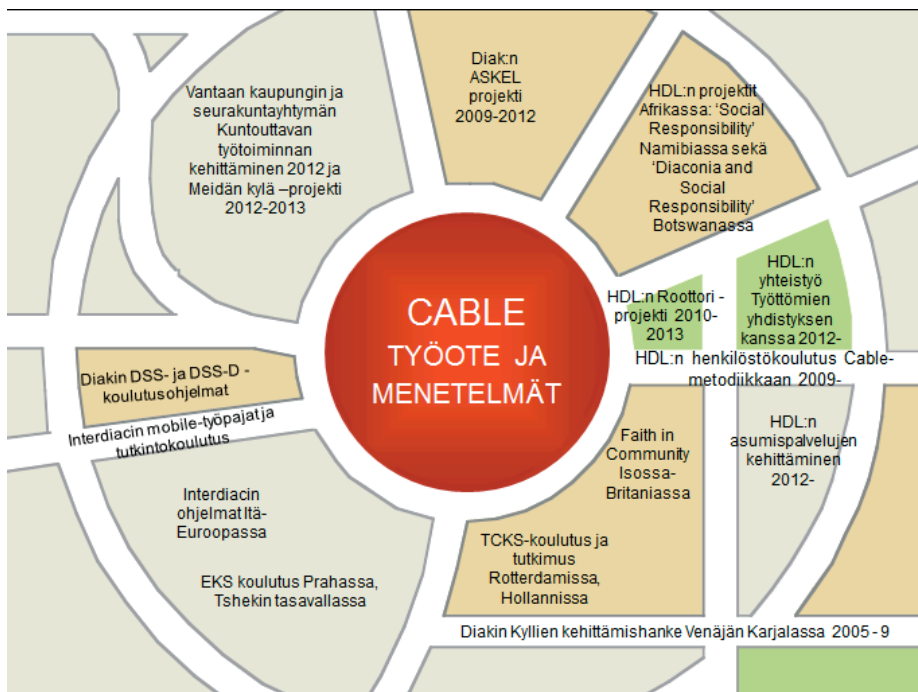 Vantaan kaupungin ja
seurakuntayhtymän
Kuntouttavan
työtoiminnan
kehittäminen 2012 ja
Meidän kylä –projekti
2012-2013
Diak:n
ASKEL
projekti
2009-2012
HDL:n projektit
Afrikassa: ‘Social
Responsibility’
Namibiassa sekä
‘Diaconia and
Social
Responsibility’
Botswanassa
HDL:n
yhteistyö
Työttömien
yhdistyksen
kanssa 2012-
HDL:n Roottori -
projekti 2010-
2013
CABLE
TYÖOTE JA
MENETELMÄT
HDL:n henkilöstökoulutus Cable-
metodiikkaan 2009-
Diakin DSS- ja DSS-D -
koulutusohjelmat
Interdiacin mobile-työpajat ja
tutkintokoulutus
HDL:n
asumispalvelujen
kehittäminen
2012-
Faith in
Community
Isossa-
Britaniassa
Interdiacin
ohjelmat Itä-
Euroopassa
EKS koulutus Prahassa,
Tshekin tasavallassa
TCKS-koulutus ja
tutkimus
Rotterdamissa,
Hollannissa
Diakin Kyllien kehittämishanke Venäjän Karjalassa 2005 - 9